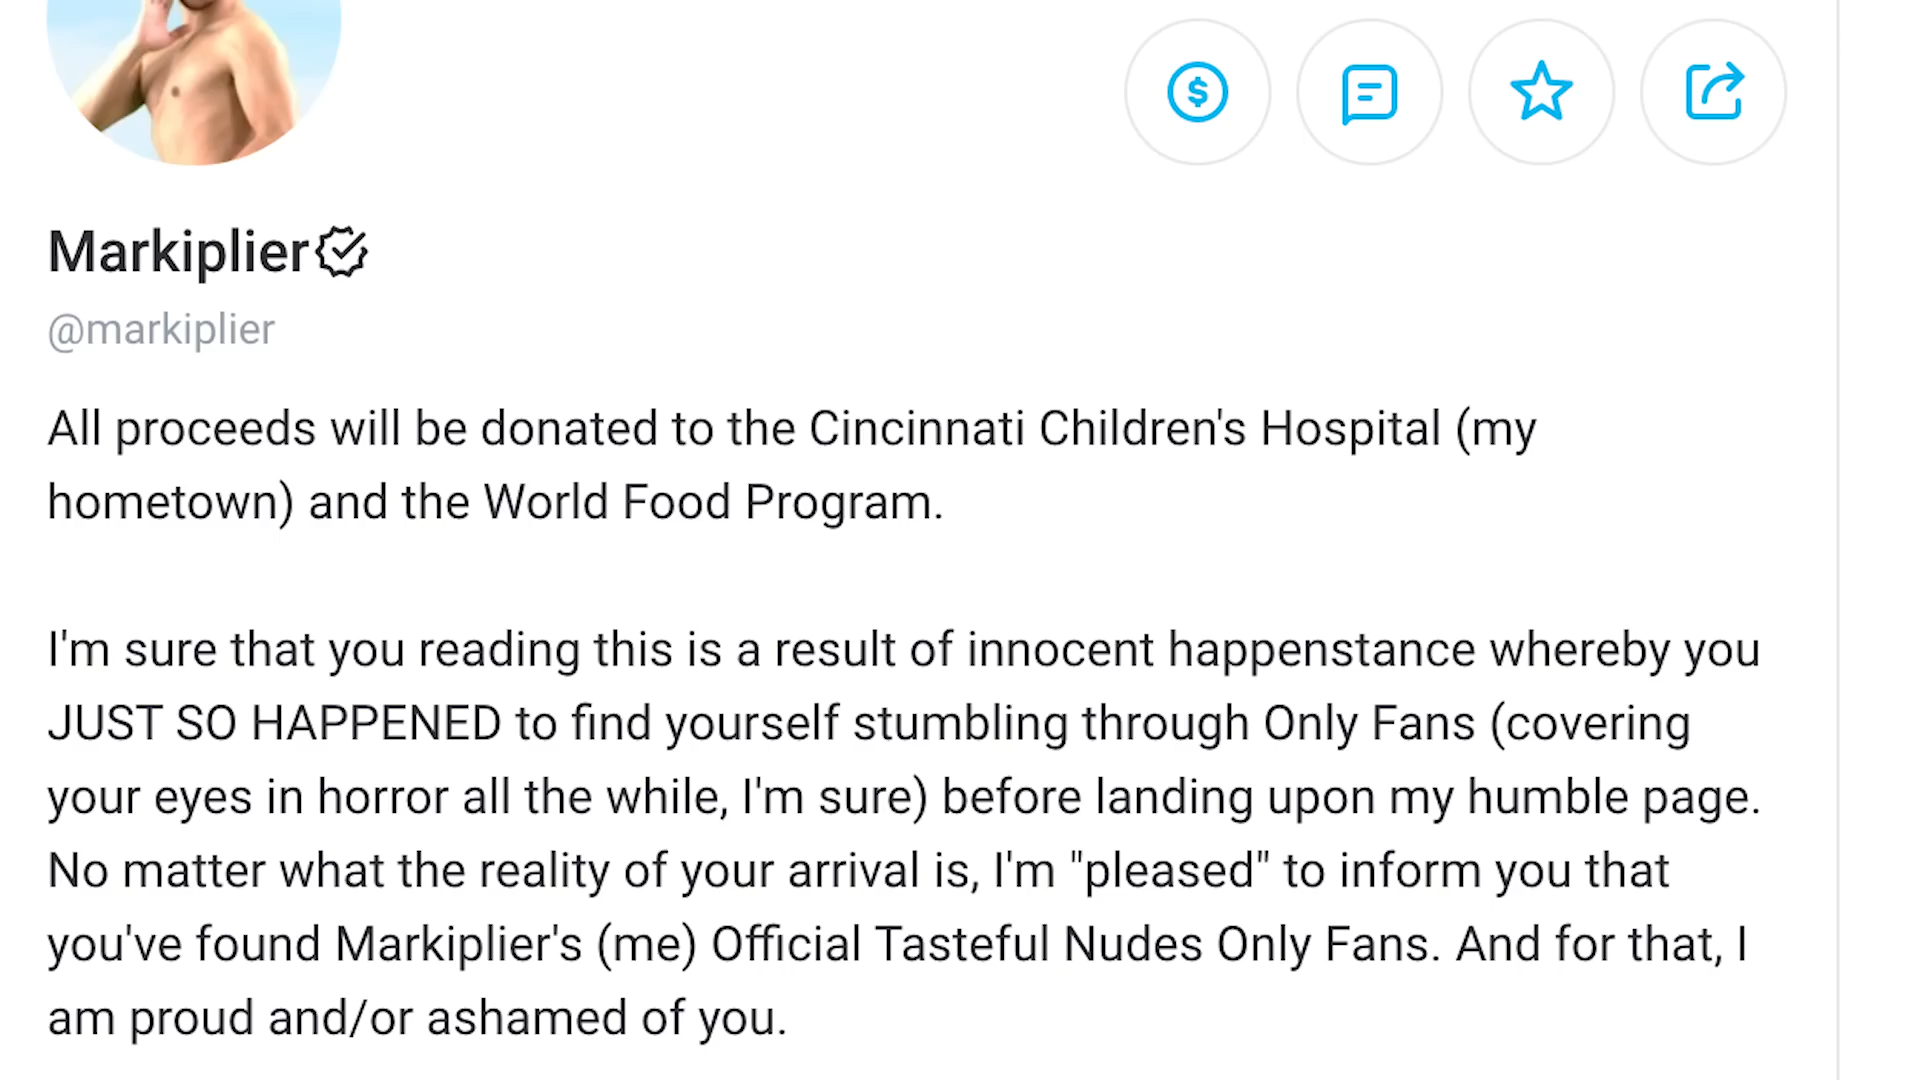 Markiplier
@markiplier
All proceeds will be donated to the Cincinnati Children's Hospital (my
hometown) and the World Food Program.
I'm sure that you reading this is a result of innocent happenstance whereby you
JUST SO HAPPENED to find yourself stumbling through Only Fans (covering
your eyes in horror all the while, I'm sure) before landing upon my humble page.
No matter what the reality of your arrival is, I'm "pleased" to inform you that
you've found Markiplier's (me) Official Tasteful Nudes Only Fans. And for that, I
am proud and/or ashamed of you.